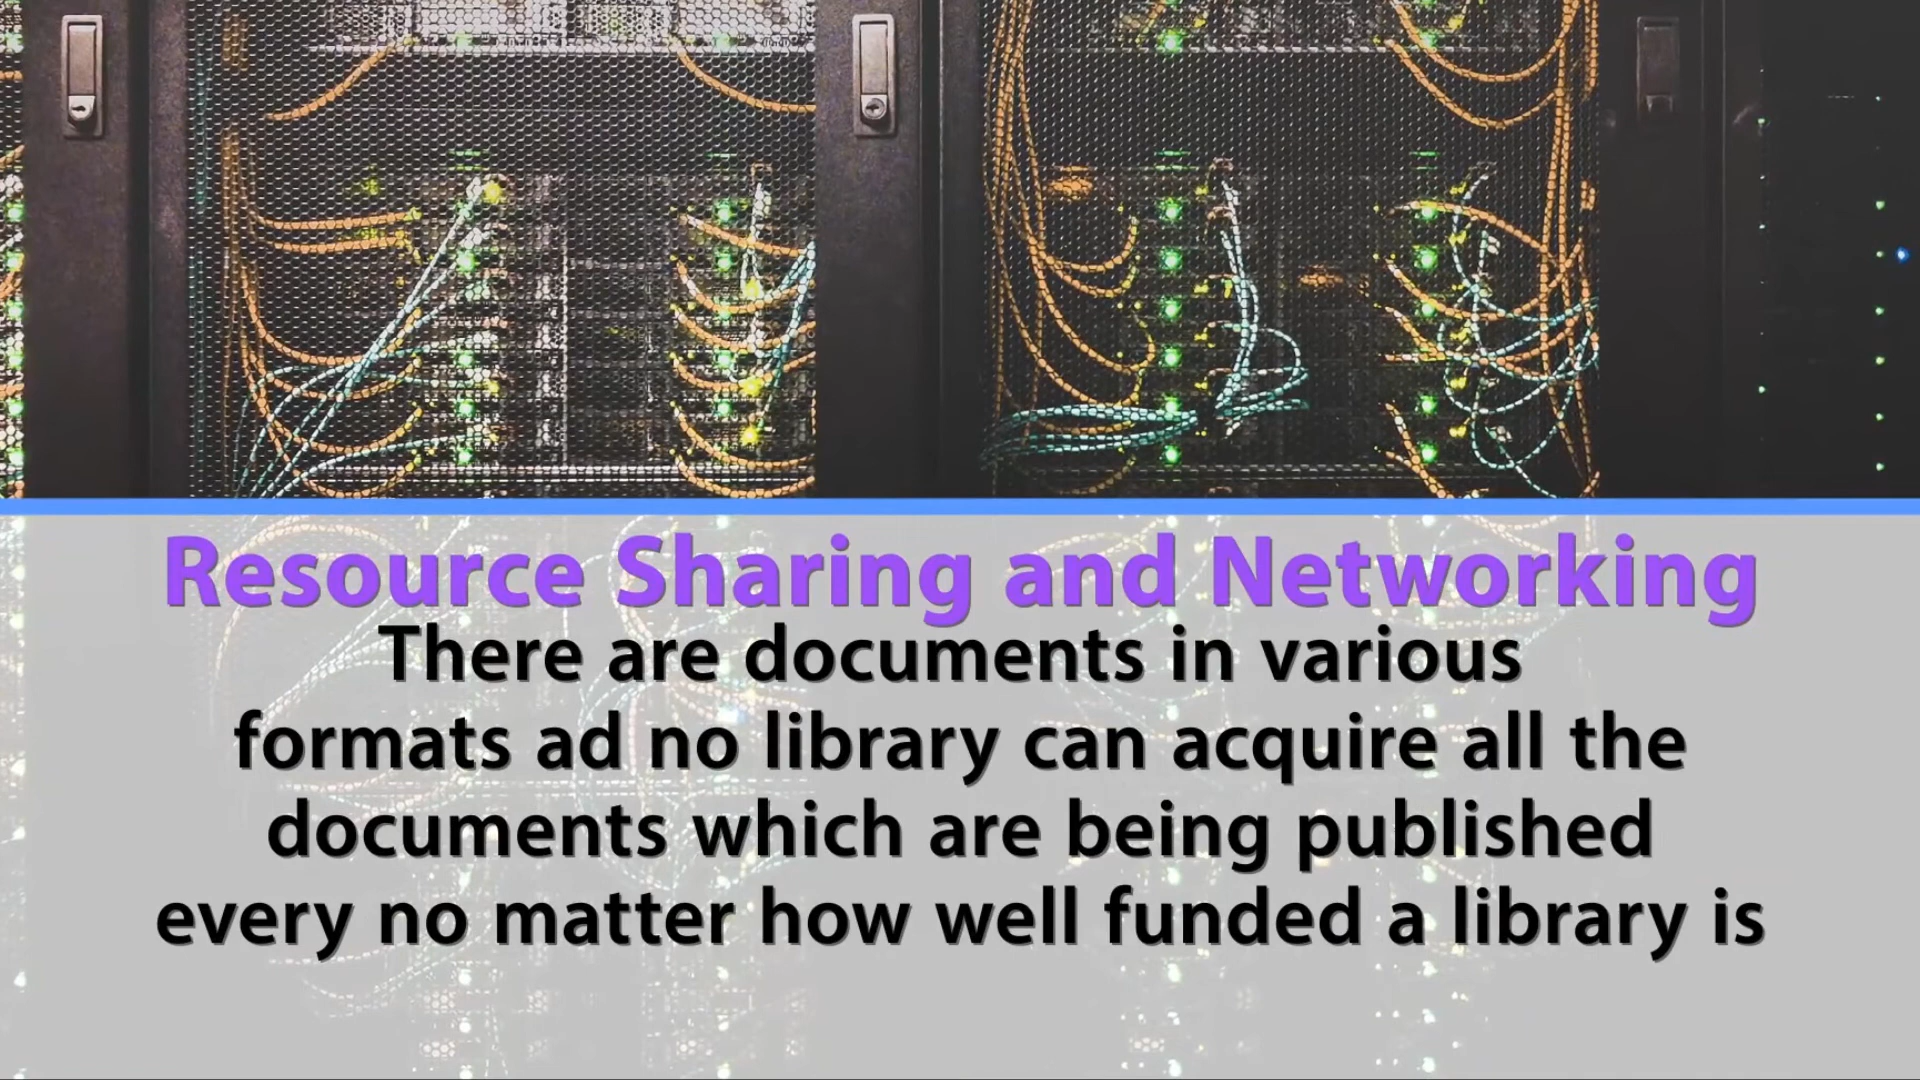 Resource Sharing and Networking
There are documents in various
formats ad no library can acquire all the
documents which are being published
every no matter how well funded a library is